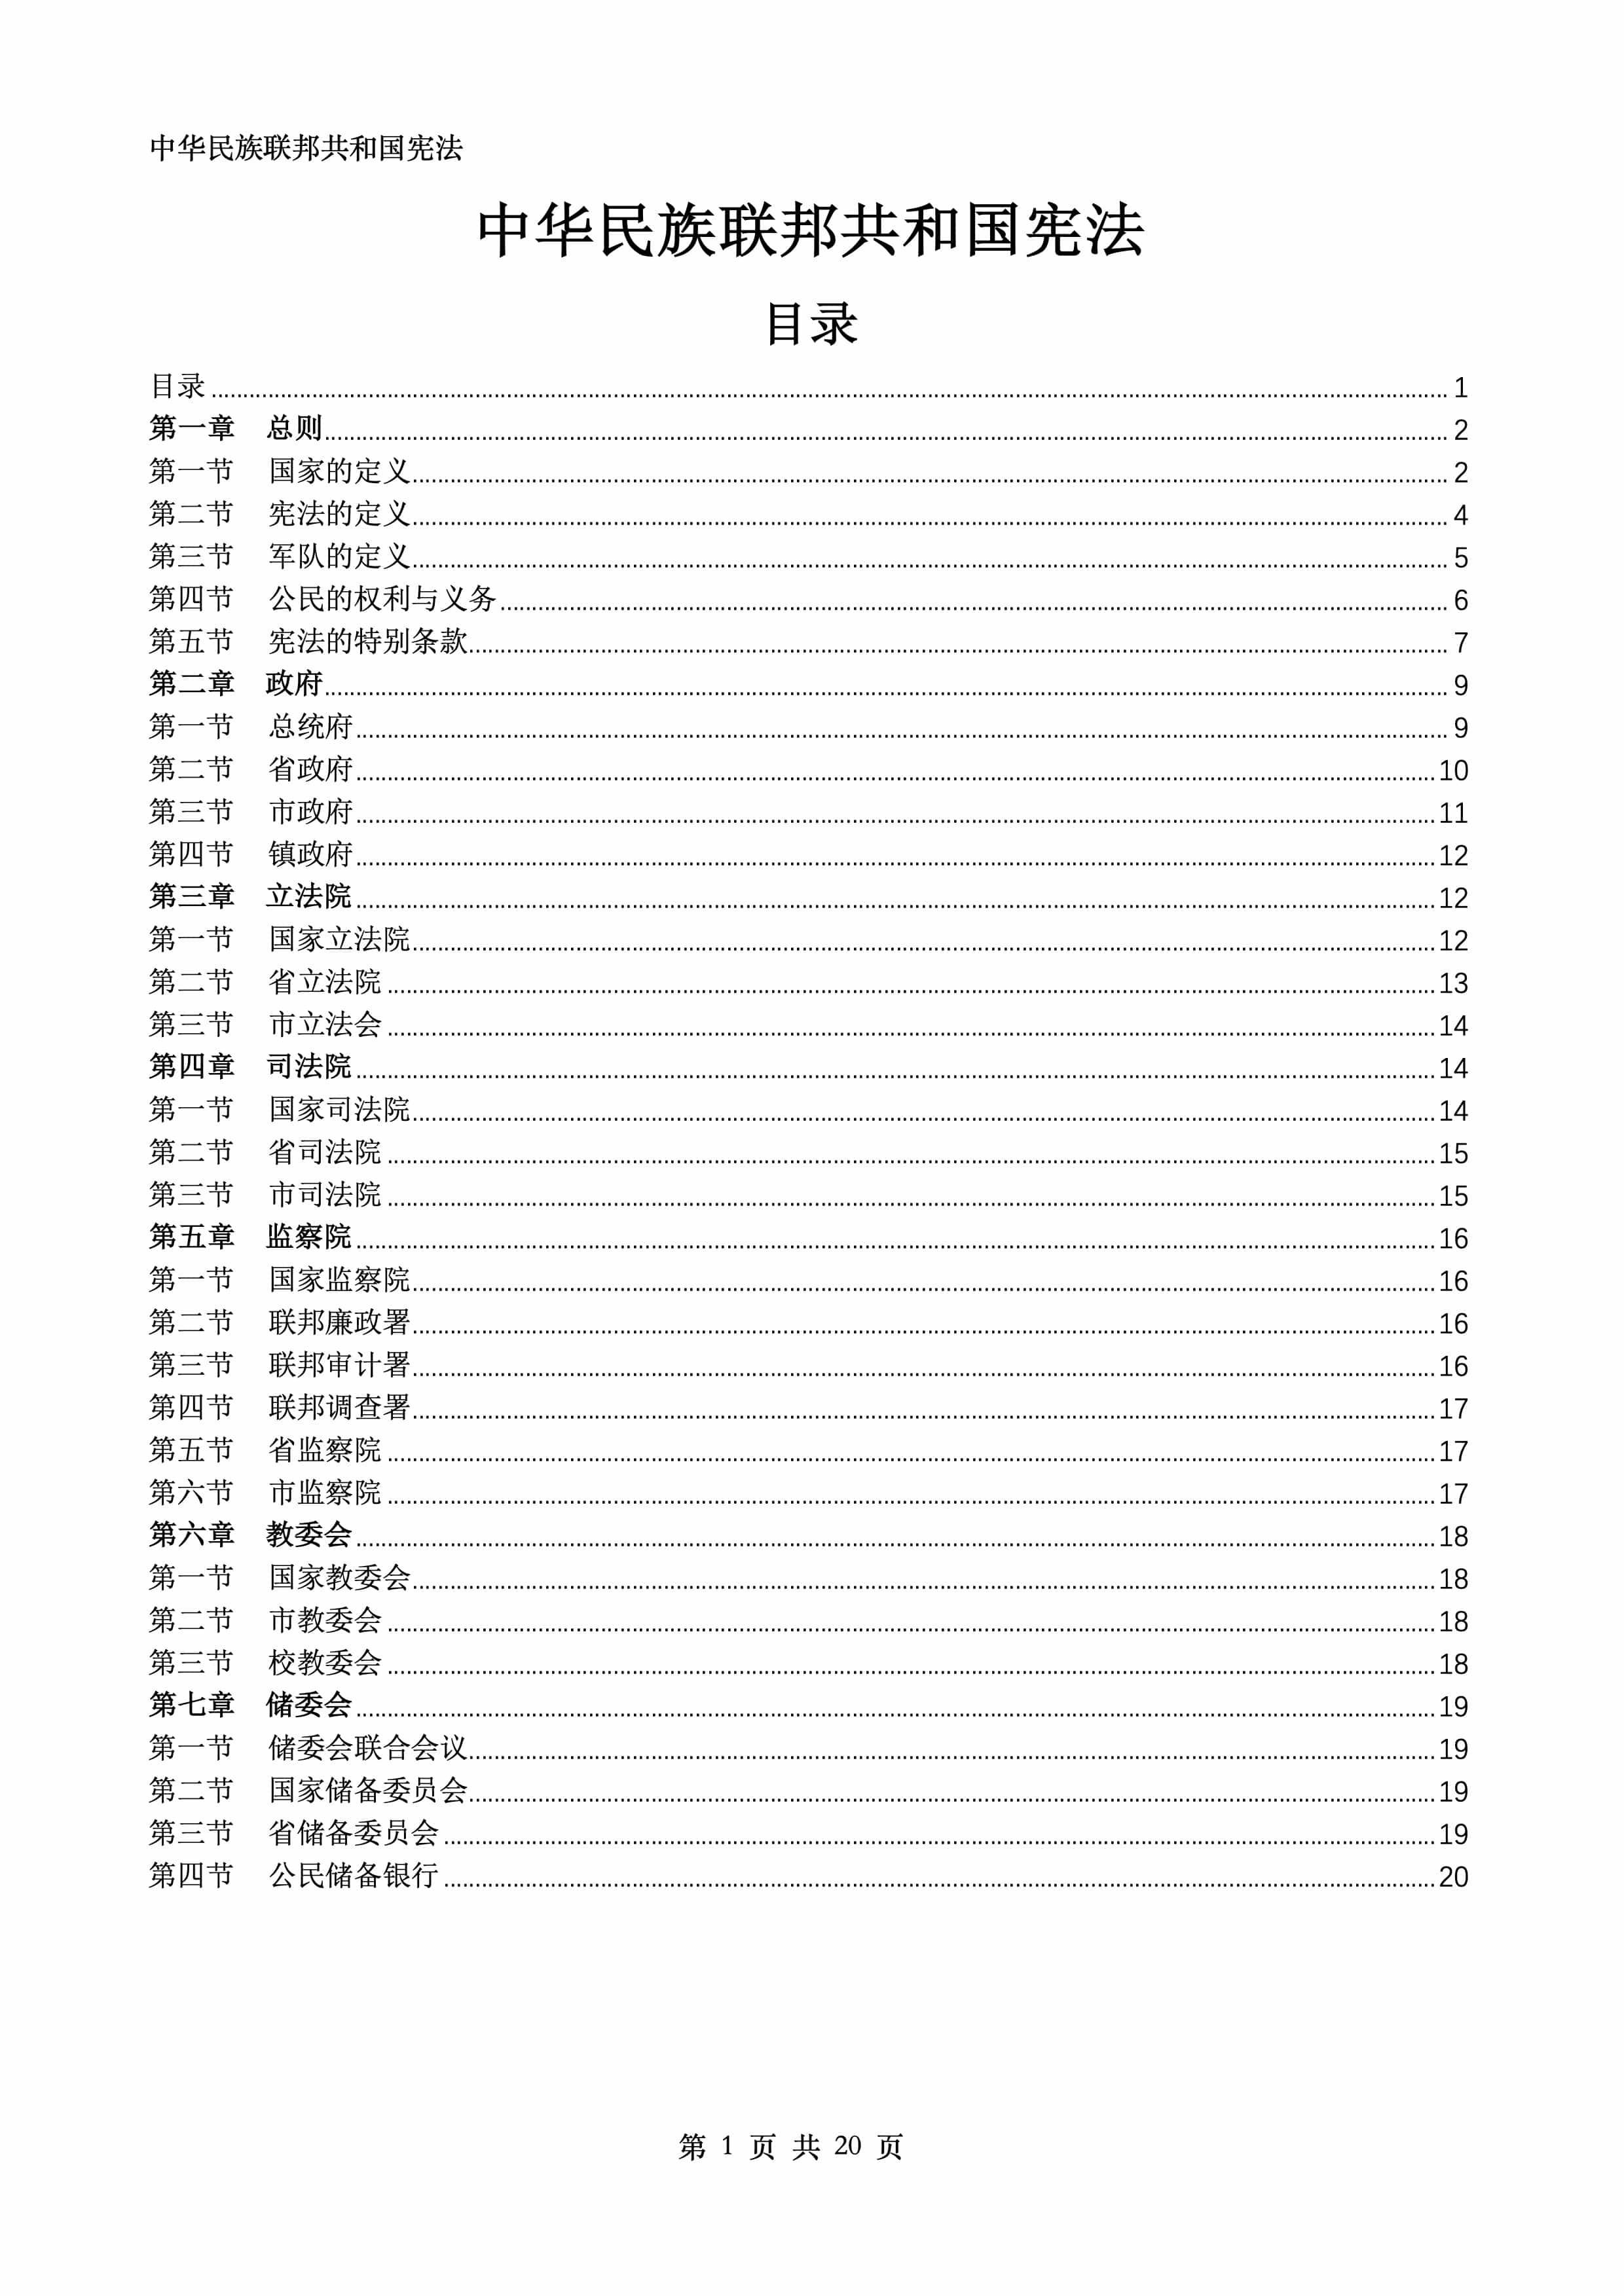 中华民族联邦共和国宪法
中华民族联邦共和国宪法
目录
目录 1
第一章 总则 2
第一节 国家的定义 2
第二节 宪法的定义 4
第三节 军队的定义 5
第四节 公民的权利与义务 6
第五节 宪法的特别条款 7
第二章 政府 9
第一节 总统府 9
第二节 省政府 10
第三节 市政府 11
第四节 镇政府 12
第三章 立法院 12
第一节 国家立法院 12
第二节 省立法院 13
第三节 市立法会 14
第四章 司法院 14
第一节 国家司法院 14
第二节 省司法院 15
第三节 市司法院 15
第五章 监察院 16
第一节 国家监察院 16
第二节 联邦廉政署 16
第三节 联邦审计署 16
第四节 联邦调查署 17
第五节 省监察院 17
第六节 市监察院 17
第六章 教委会 18
第一节 国家教委会 18
第二节 市教委会 18
第三节 校教委会 18
第七章 储委会 19
第一节 储委会联合会议 19
第二节 国家储备委员会 19
第三节 省储备委员会 19
第四节 公民储备银行 20
第 1 页 共 20 页